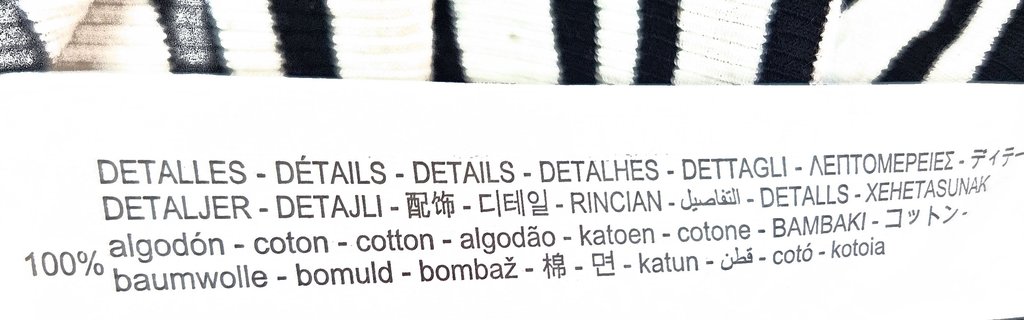 DETALLES - DÉTAILS - DETAILS - DETALHES - DETTAGLI - ΛΕΠΤΟΜΕΡΕΙΕΣ - ディテー
DETALJER - DETAJLI - 配饰 - 디테일 - RINCIAN - التفاصيل - DETALLS - XEHETASUNAK
100% algodón - coton - cotton - algodão - katoen - cotone - BAMBAKI - コットン -
baumwolle - bomuld - bombaž - 棉 - 면 - katun - قطن - cotó - kotoia